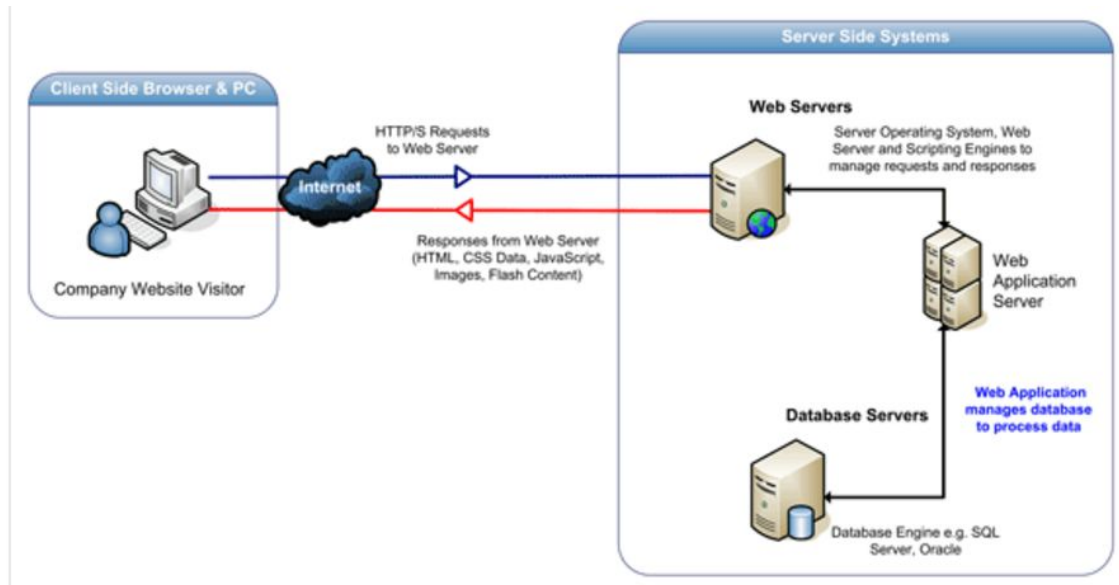 Server Side Systems
Client Side Browser & PC
Web Servers
HTTP/S Requests
to Web Server
Server Operating System, Web
Server and Scripting Engines to
manage requests and responses
Internet
Responses from Web Server
(HTML, CSS Data, JavaScript,
Images, Flash Content)
Company Website Visitor
Web
Application
Server
Web Application
manages database
to process data
Database Servers
Database Engine e.g. SQL
Server, Oracle